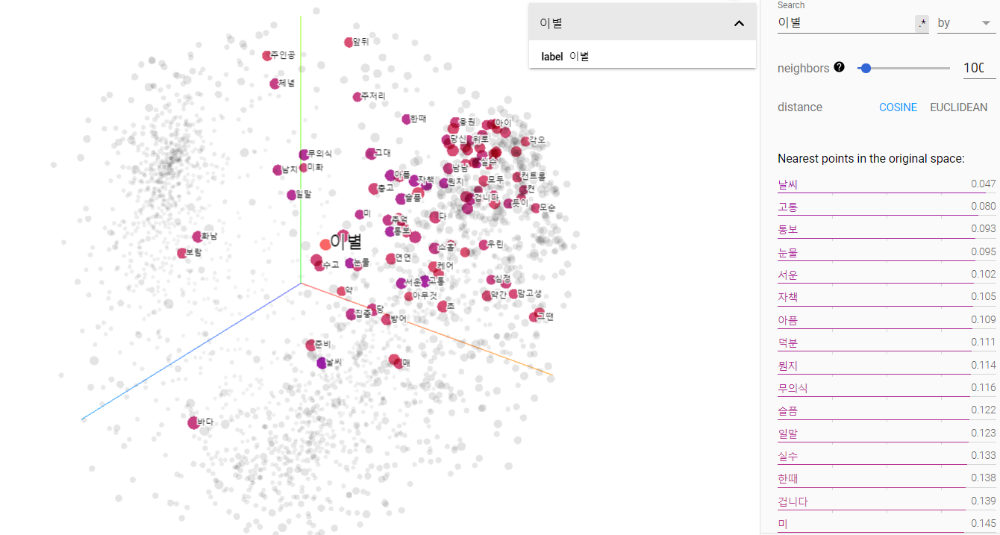 이별
label 이별
Search
이별 .* by
neighbors ? 100
distance COSINE EUCLIDEAN
Nearest points in the original space:
날씨 0.047
고통 0.080
통보 0.093
눈물 0.095
서운 0.102
자책 0.105
아픔 0.109
덕분 0.111
뭔지 0.114
무의식 0.116
슬픔 0.122
일말 0.123
실수 0.133
한때 0.138
겁니다 0.139
미 0.145
앞뒤
주인공
체념
주저리
한때
응원
아이
당신
위로
각오
무의식
그대
실수
남치
미화
아픔
자책
남남
뭔지
모두
컨트롤
충고
컨
일말
슬픔
겁니다
듯이
모순
미
추억
다
통보
화남
이별
소홀
우린
보람
수고
눈물
연연
케어
서운
고통
심정
약
아무것
약간
맘고생
당
초
집중
방어
그땐
준비
날씨
매
바다